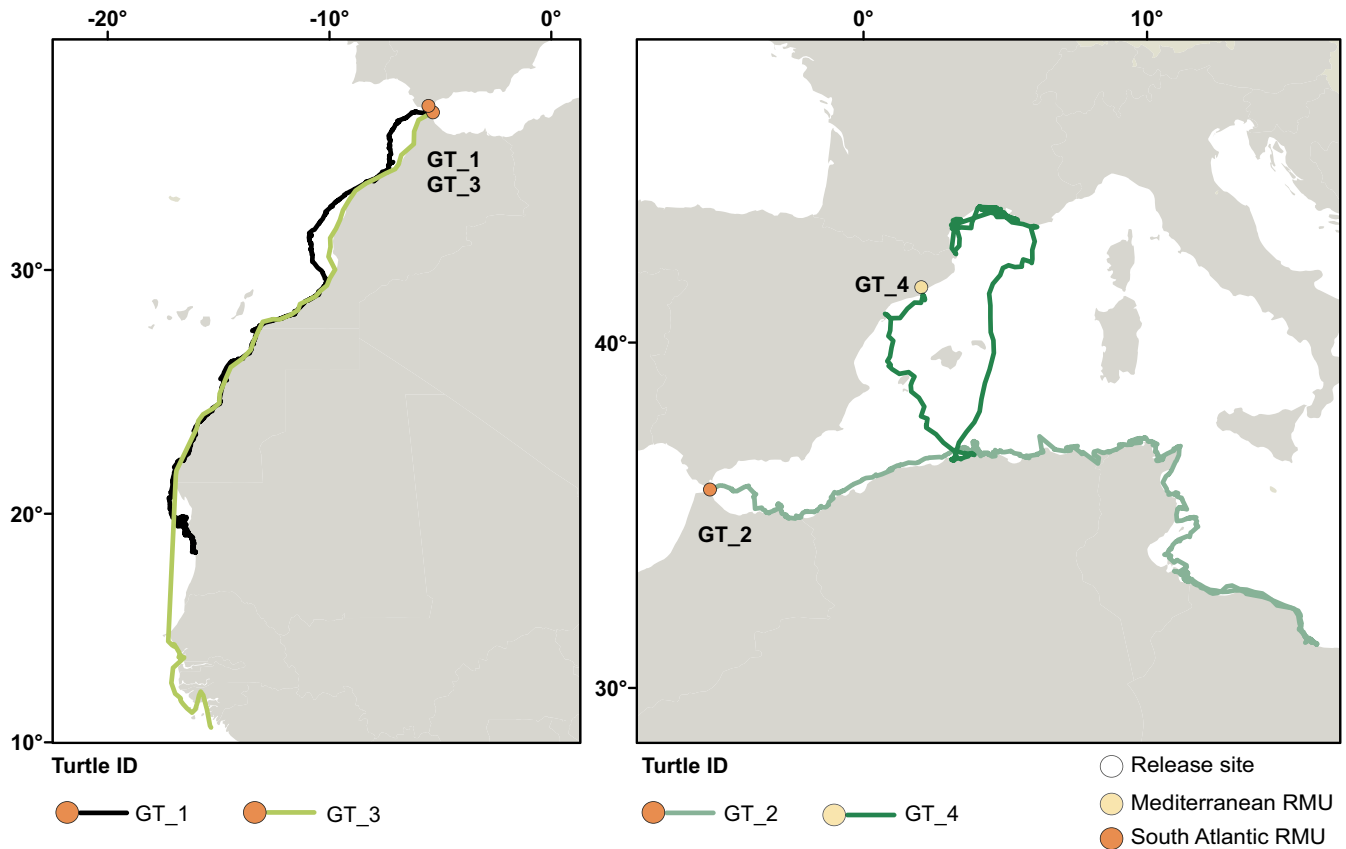 -20° -10° 0° 0° 10°
GT_1
GT_3
30°
20°
10°
GT_4
40°
GT_2
30°
Turtle ID
GT_1 GT_3
Turtle ID
GT_2 GT_4
Release site
Mediterranean RMU
South Atlantic RMU